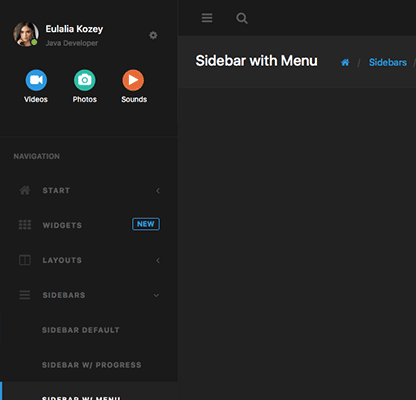 Eulalia Kozey
Java Developer
Videos Photos Sounds
NAVIGATION
START
WIDGETS NEW
LAYOUTS
SIDEBARS
SIDEBAR DEFAULT
SIDEBAR W/ PROGRESS
SIDEBAR W/ MENU
Sidebar with Menu / Sidebars /